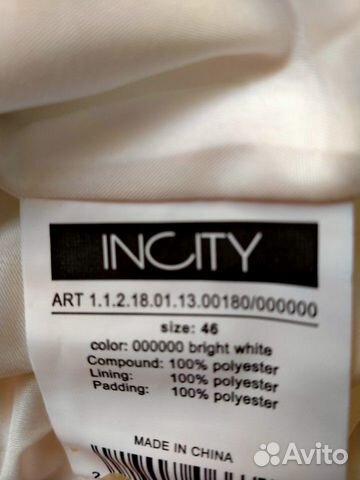 INCITY
ART 1.1.2.18.01.13.00180/000000
size: 46
color: 000000 bright white
Compound: 100% polyester
Lining: 100% polyester
Padding: 100% polyester
MADE IN CHINA
Avito